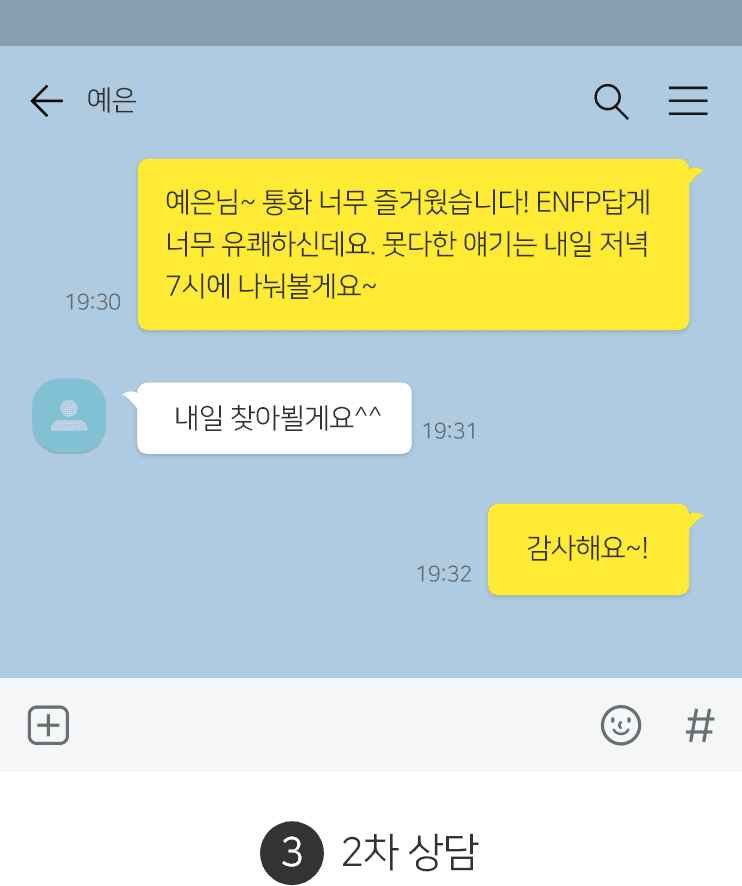 예은
예은님~ 통화 너무 즐거웠습니다! ENFP답게
너무 유쾌하신데요. 못다한 얘기는 내일 저녁
7시에 나눠볼게요~
19:30
내일 찾아뵐게요^^
19:31
감사해요~!
19:32
#
3 2차 상담